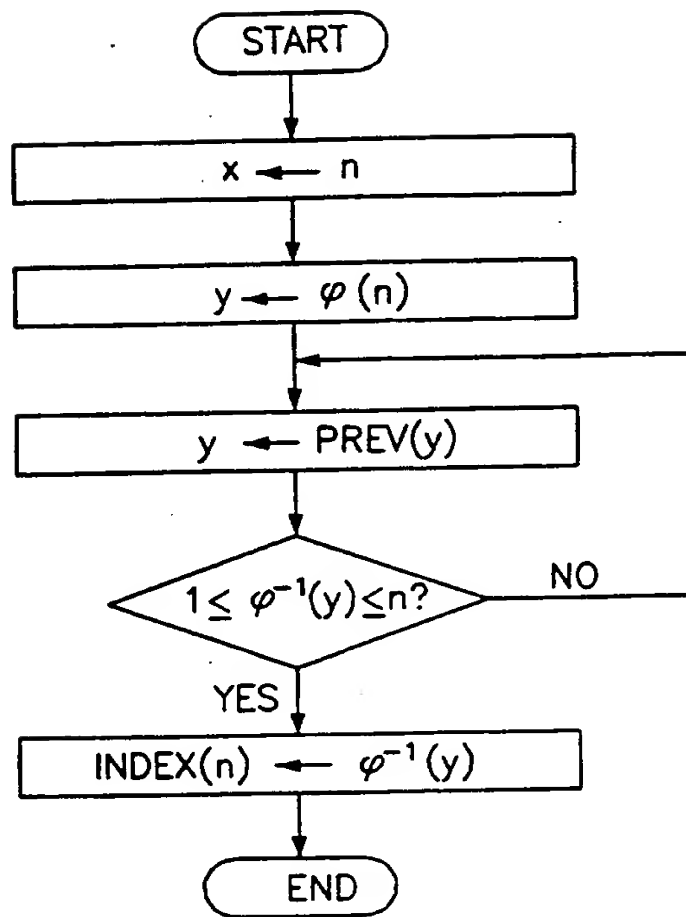 START
x ← n
y ← φ(n)
y ← PREV(y)
1 ≤ φ⁻¹(y) ≤ n?
NO
YES
INDEX(n) ← φ⁻¹(y)
END